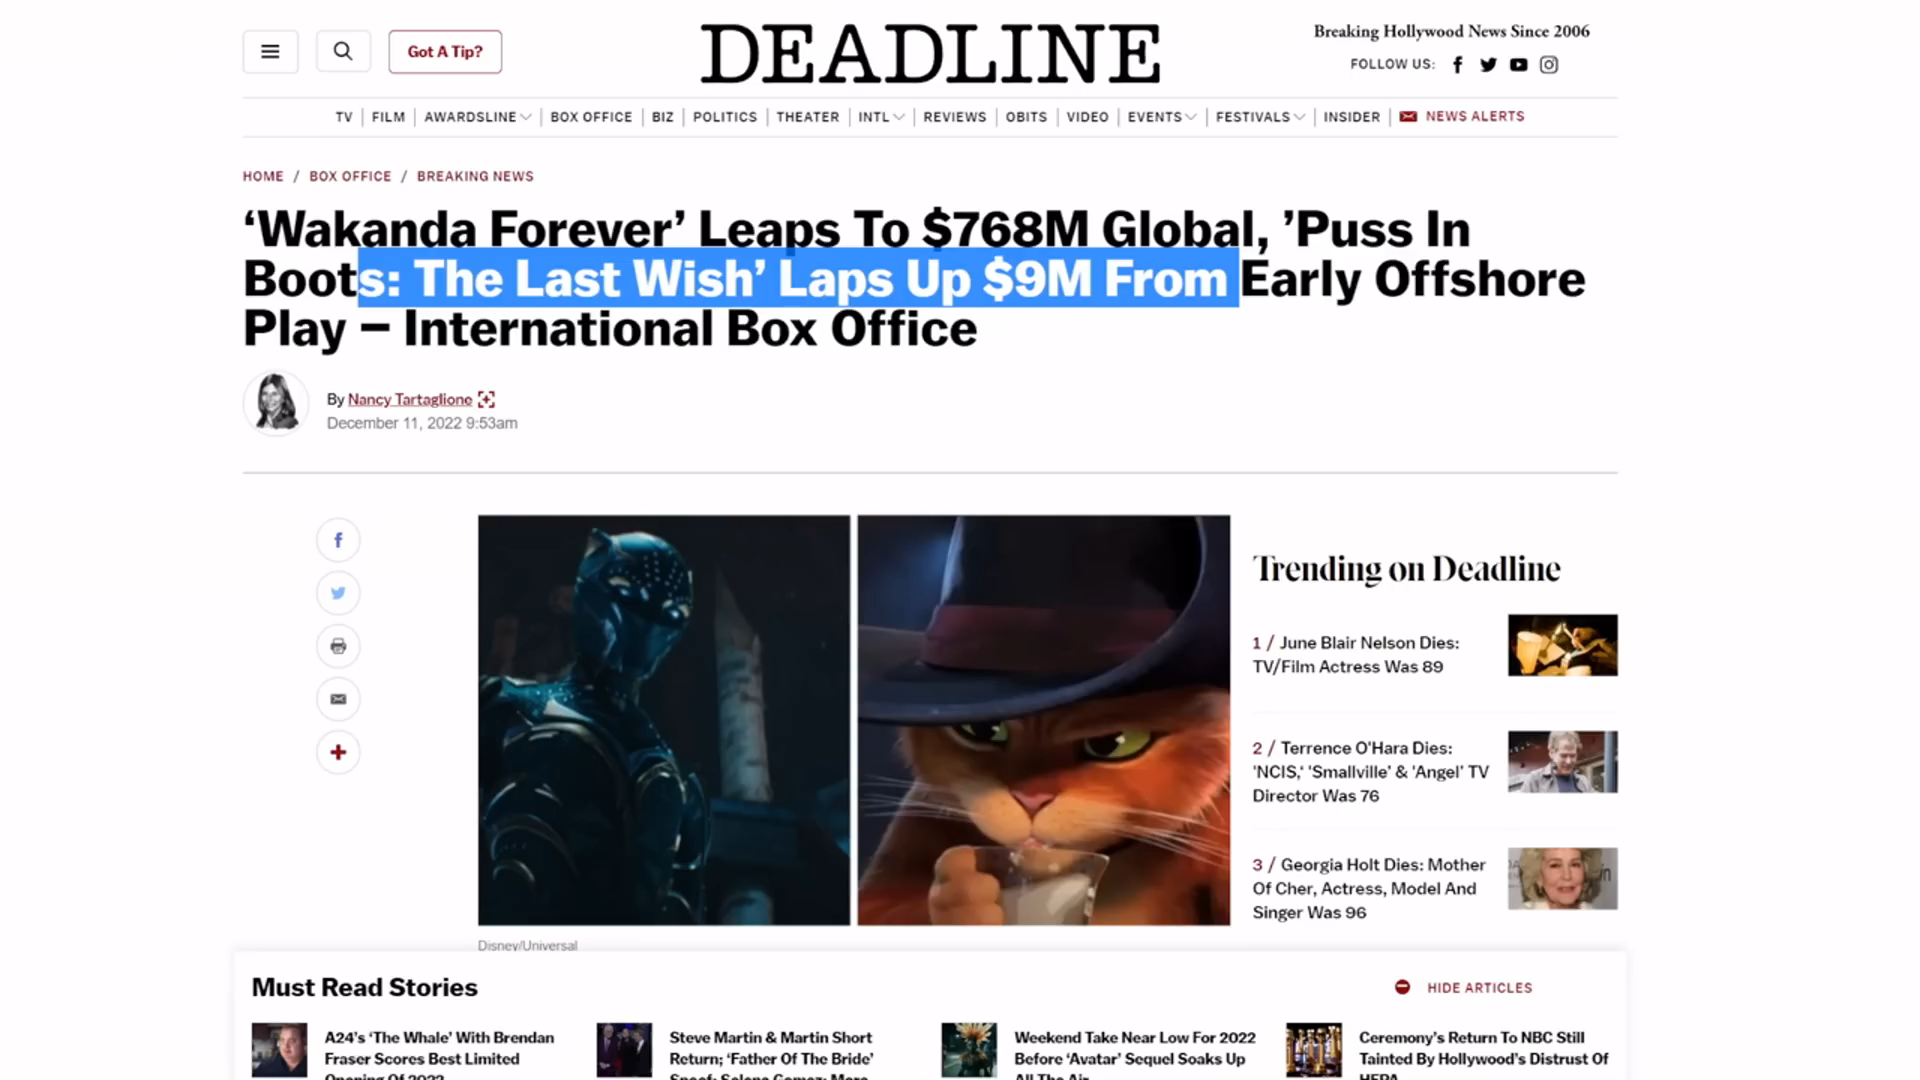 Got A Tip?
DEADLINE
Breaking Hollywood News Since 2006
FOLLOW US:
TV | FILM | AWARDSLINE | BOX OFFICE | BIZ | POLITICS | THEATER | INTL | REVIEWS | OBITS | VIDEO | EVENTS | FESTIVALS | INSIDER | NEWS ALERTS
HOME / BOX OFFICE / BREAKING NEWS
‘Wakanda Forever’ Leaps To $768M Global, ’Puss In
Boots: The Last Wish’ Laps Up $9M From Early Offshore
Play – International Box Office
By Nancy Tartaglione
December 11, 2022 9:53am
Trending on Deadline
1 / June Blair Nelson Dies:
TV/Film Actress Was 89
2 / Terrence O'Hara Dies:
'NCIS,‘ 'Smallville’ & 'Angel’ TV
Director Was 76
3 / Georgia Holt Dies: Mother
Of Cher, Actress, Model And
Singer Was 96
Disney/Universal
Must Read Stories
HIDE ARTICLES
A24’s ‘The Whale’ With Brendan
Fraser Scores Best Limited
Opening Of 2022
Steve Martin & Martin Short
Return; ‘Father Of The Bride’
Spoof; Selena Gomez; More
Weekend Take Near Low For 2022
Before ‘Avatar’ Sequel Soaks Up
All The Air
Ceremony’s Return To NBC Still
Tainted By Hollywood’s Distrust Of
HFPA